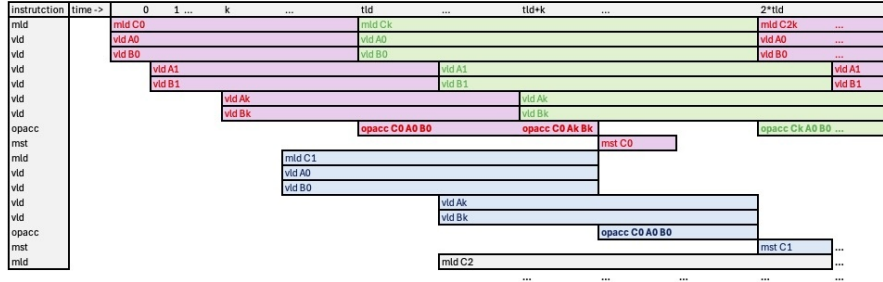 instrutction time -> 0 1 ... k ... tld ... tld+k ... 2*tld
mld mld C0 mld Ck mld C2k ...
vld vld A0 vld A0 vld A0 ...
vld vld B0 vld B0 vld B0 ...
vld vld A1 vld A1 vld A1
vld vld B1 vld B1 vld B1
vld vld Ak vld Ak
vld vld Bk vld Bk
opacc opacc C0 A0 B0 opacc C0 Ak Bk opacc Ck A0 B0 ...
mst mst C0
mld mld C1
vld vld A0
vld vld B0
vld vld Ak
vld vld Bk
opacc opacc C0 A0 B0
mst mst C1 ...
mld mld C2 ...
... ... ... ... ...